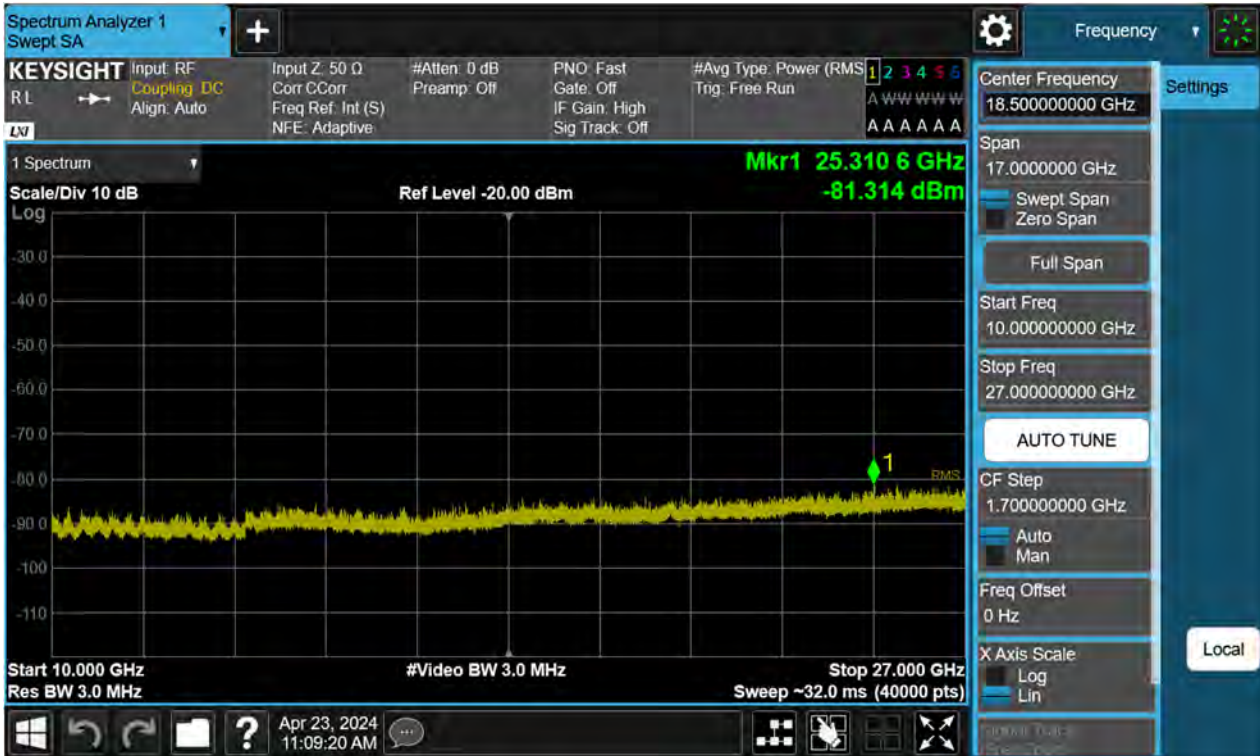 Spectrum Analyzer 1
Swept SA
+
Frequency
KEYSIGHT
RL
LXI
Input: RF
Coupling: DC
Align: Auto
Input Z: 50 Ω
Corr CCorr
Freq Ref: Int (S)
NFE: Adaptive
#Atten: 0 dB
Preamp: Off
PNO: Fast
Gate: Off
IF Gain: High
Sig Track: Off
#Avg Type: Power (RMS
Trig: Free Run
1 2 3 4 5 6
A W W W W W
A A A A A A
1 Spectrum
Scale/Div 10 dB
Ref Level -20.00 dBm
Mkr1 25.310 6 GHz
-81.314 dBm
Log
-30.0
-40.0
-50.0
-60.0
-70.0
-80.0
-90.0
-100
-110
1
RMS
Start 10.000 GHz
#Video BW 3.0 MHz
Stop 27.000 GHz
Res BW 3.0 MHz
Sweep ~32.0 ms (40000 pts)
Center Frequency
18.500000000 GHz
Settings
Span
17.0000000 GHz
Swept Span
Zero Span
Full Span
Start Freq
10.000000000 GHz
Stop Freq
27.000000000 GHz
AUTO TUNE
CF Step
1.700000000 GHz
Auto
Man
Freq Offset
0 Hz
X Axis Scale
Log
Lin
Local
?
Apr 23, 2024
11:09:20 AM